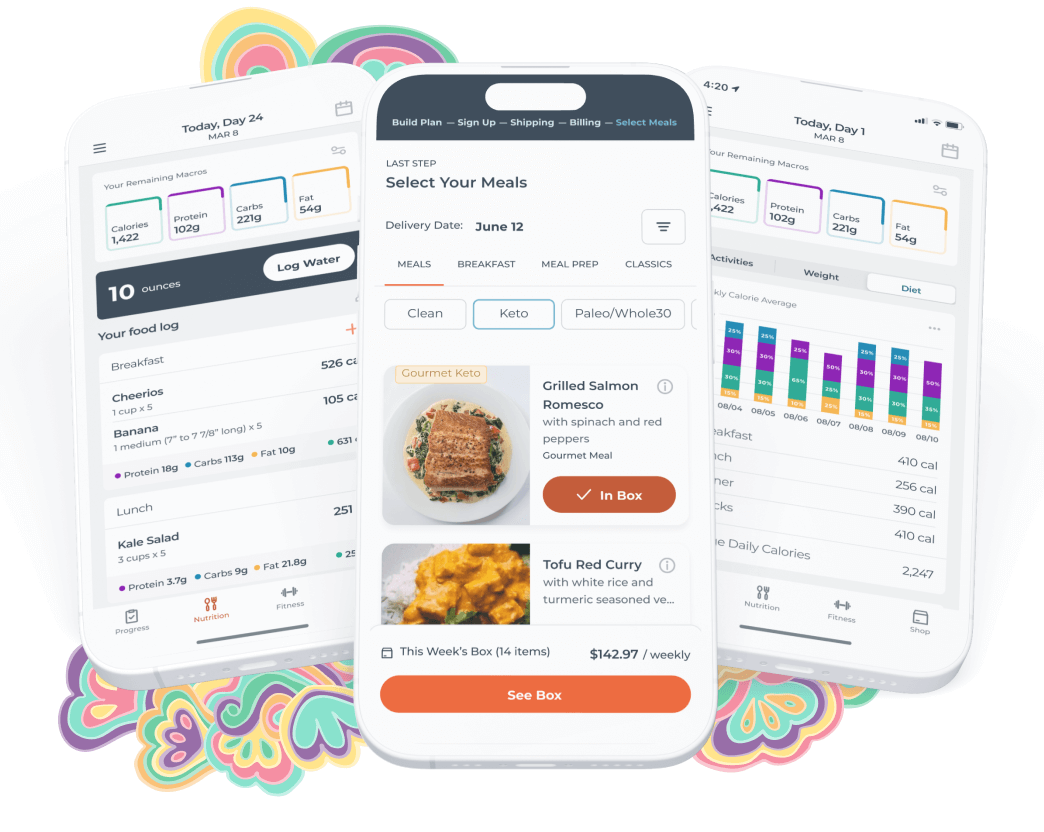 Today, Day 24
MAR 8
Your Remaining Macros
Calories
1,422
Protein
102g
Carbs
221g
Fat
54g
10 ounces
Log Water
Your food log
+
Breakfast
526 ca
Cheerios
1 cup x 5
105 ca
Banana
1 medium (7" to 7 7/8" long) x 5
Protein 18g Carbs 113g Fat 10g 631 c
Lunch
251
Kale Salad
3 cups x 5
Protein 3.7g Carbs 9g Fat 21.8g 25
Progress
Nutrition
Fitness
Build Plan — Sign Up — Shipping — Billing — Select Meals
LAST STEP
Select Your Meals
Delivery Date: June 12
MEALS BREAKFAST MEAL PREP CLASSICS
Clean Keto Paleo/Whole30
Gourmet Keto
Grilled Salmon
Romesco
with spinach and red
peppers
Gourmet Meal
In Box
Tofu Red Curry
with white rice and
turmeric seasoned ve...
This Week's Box (14 items) $142.97 / weekly
See Box
4:20
Today, Day 1
MAR 8
our Remaining Macros
Calories
,422
Protein
102g
Carbs
221g
Fat
54g
Activities Weight Diet
kly Calorie Average
25% 30% 30% 15%
25% 30% 30% 15%
25% 65% 10%
50% 25%
25% 30% 30% 15%
25% 30% 30% 15%
50% 35% 15%
08/04 08/05 08/06 08/07 08/08 08/09 08/10
eakfast 410 cal
nch 256 cal
ner 390 cal
cks 410 cal
ge Daily Calories 2,247
Nutrition
Fitness
Shop